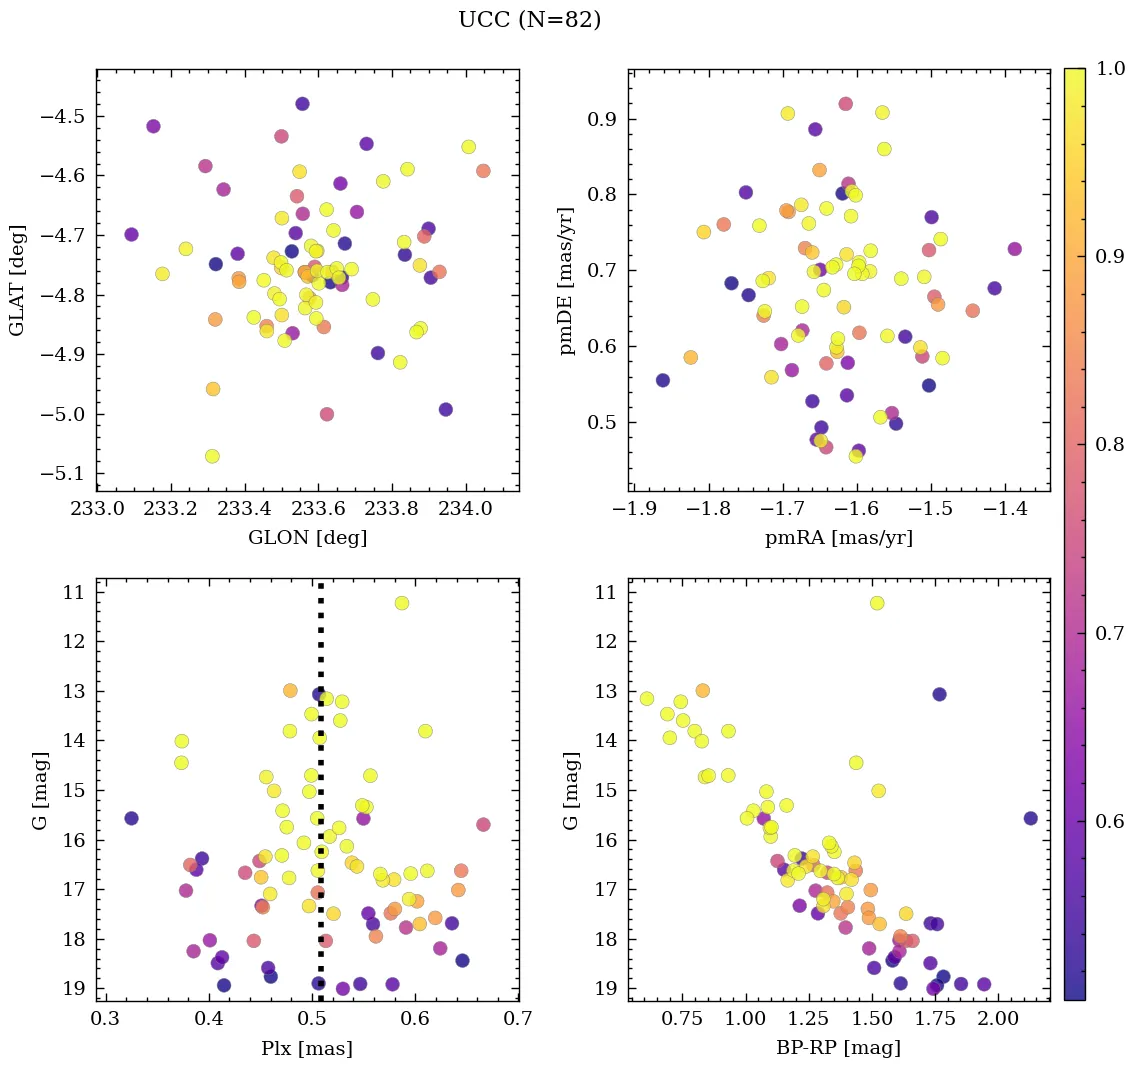 UCC (N=82)
−4.5
−4.6
−4.7
−4.8
−4.9
−5.0
−5.1
GLAT [deg]
233.0 233.2 233.4 233.6 233.8 234.0
GLON [deg]
0.9
0.8
0.7
0.6
0.5
pmDE [mas/yr]
−1.9 −1.8 −1.7 −1.6 −1.5 −1.4
pmRA [mas/yr]
1.0
0.9
0.8
0.7
0.6
11
12
13
14
15
16
17
18
19
G [mag]
0.3 0.4 0.5 0.6 0.7
Plx [mas]
11
12
13
14
15
16
17
18
19
G [mag]
0.75 1.00 1.25 1.50 1.75 2.00
BP-RP [mag]